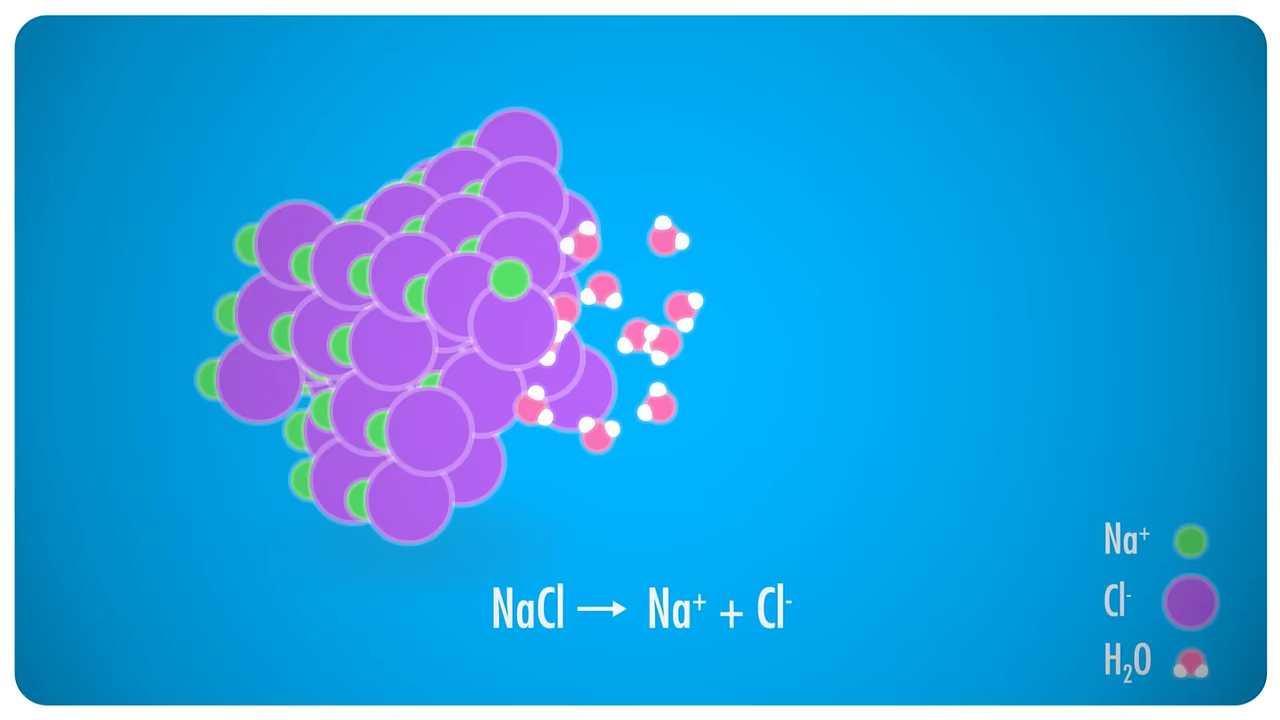 NaCl → Na⁺ + Cl⁻
Na⁺
Cl⁻
H₂O